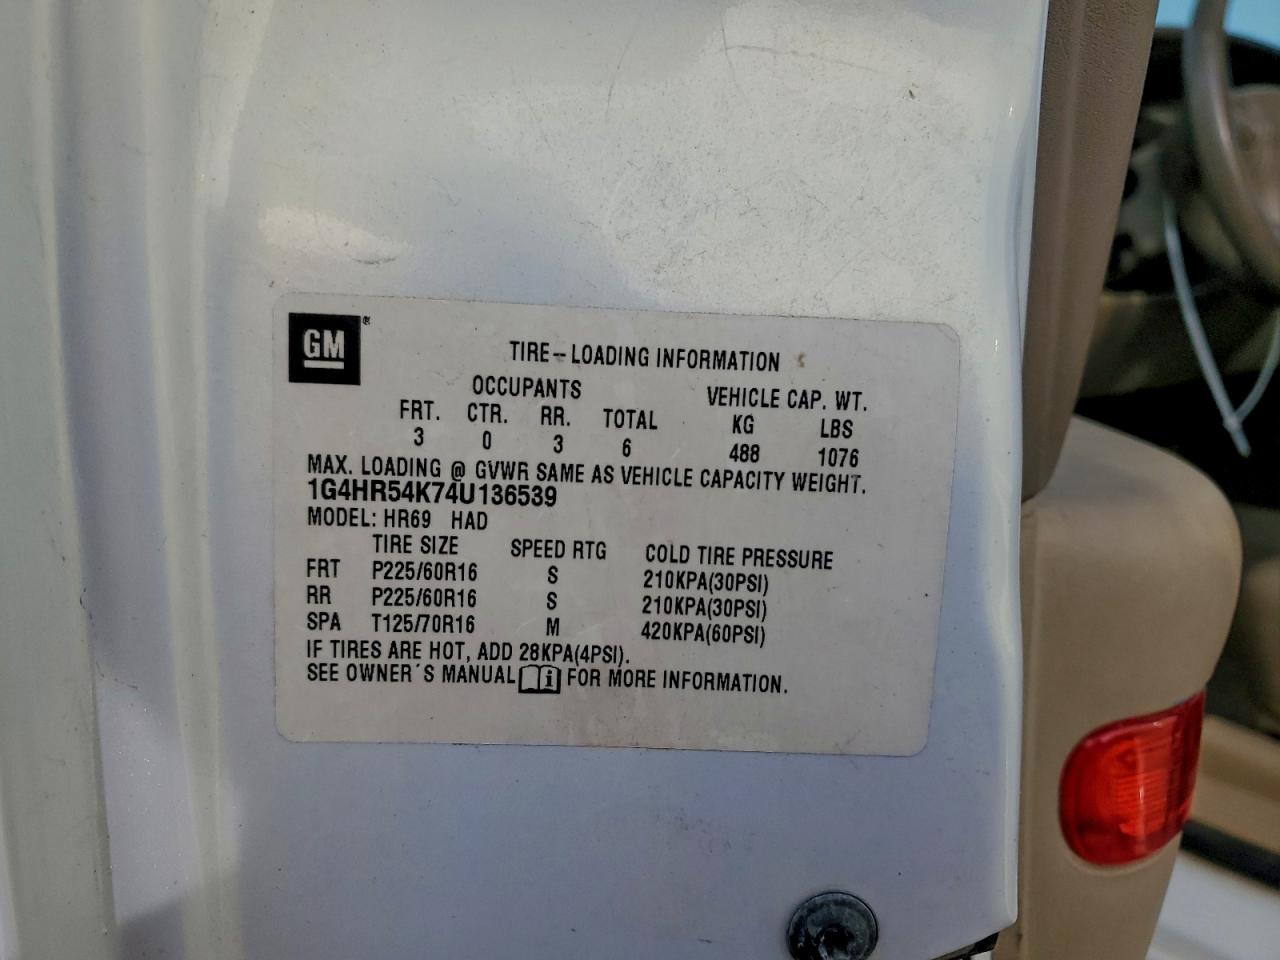 GM®
TIRE-LOADING INFORMATION
OCCUPANTS VEHICLE CAP. WT.
FRT. CTR. RR. TOTAL KG LBS
3 0 3 6 488 1076
MAX. LOADING @ GVWR SAME AS VEHICLE CAPACITY WEIGHT.
1G4HR54K74U136539
MODEL: HR69 HAD
TIRE SIZE SPEED RTG COLD TIRE PRESSURE
FRT P225/60R16 S 210KPA(30PSI)
RR P225/60R16 S 210KPA(30PSI)
SPA T125/70R16 M 420KPA(60PSI)
IF TIRES ARE HOT, ADD 28KPA(4PSI).
SEE OWNER´S MANUAL i FOR MORE INFORMATION.